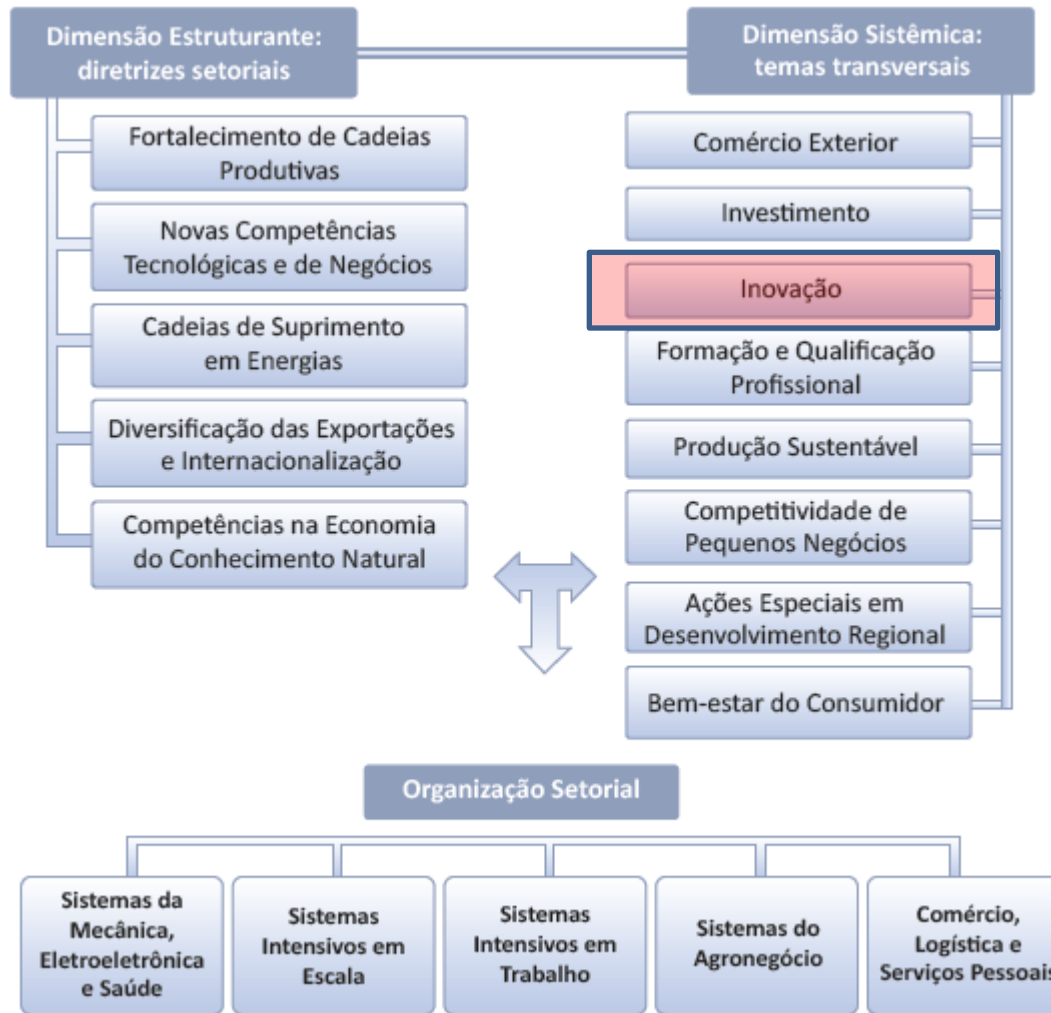 Dimensão Estruturante:
diretrizes setoriais
Fortalecimento de Cadeias
Produtivas
Novas Competências
Tecnológicas e de Negócios
Cadeias de Suprimento
em Energias
Diversificação das Exportações
e Internacionalização
Competências na Economia
do Conhecimento Natural
Dimensão Sistêmica:
temas transversais
Comércio Exterior
Investimento
Inovação
Formação e Qualificação
Profissional
Produção Sustentável
Competitividade de
Pequenos Negócios
Ações Especiais em
Desenvolvimento Regional
Bem-estar do Consumidor
Organização Setorial
Sistemas da
Mecânica,
Eletroeletrônica
e Saúde
Sistemas
Intensivos em
Escala
Sistemas
Intensivos em
Trabalho
Sistemas do
Agronegócio
Comércio,
Logística e
Serviços Pessoais